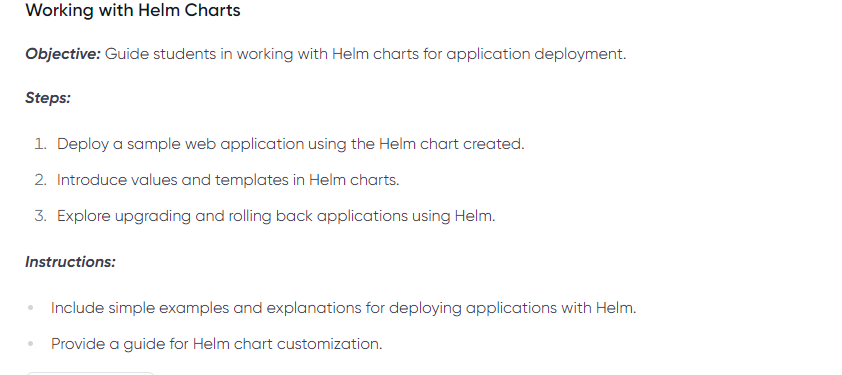 Working with Helm Charts
Objective: Guide students in working with Helm charts for application deployment.
Steps:
1. Deploy a sample web application using the Helm chart created.
2. Introduce values and templates in Helm charts.
3. Explore upgrading and rolling back applications using Helm.
Instructions:
• Include simple examples and explanations for deploying applications with Helm.
• Provide a guide for Helm chart customization.